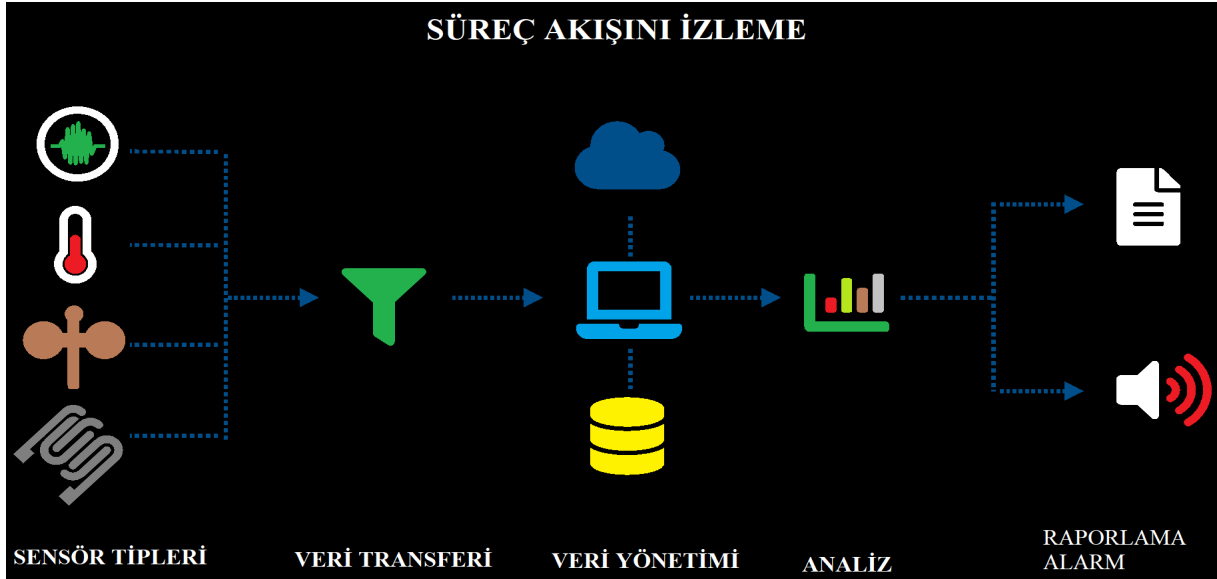 SÜREÇ AKIŞINI İZLEME
SENSÖR TİPLERİ
VERİ TRANSFERİ
VERİ YÖNETİMİ
ANALİZ
RAPORLAMA
ALARM